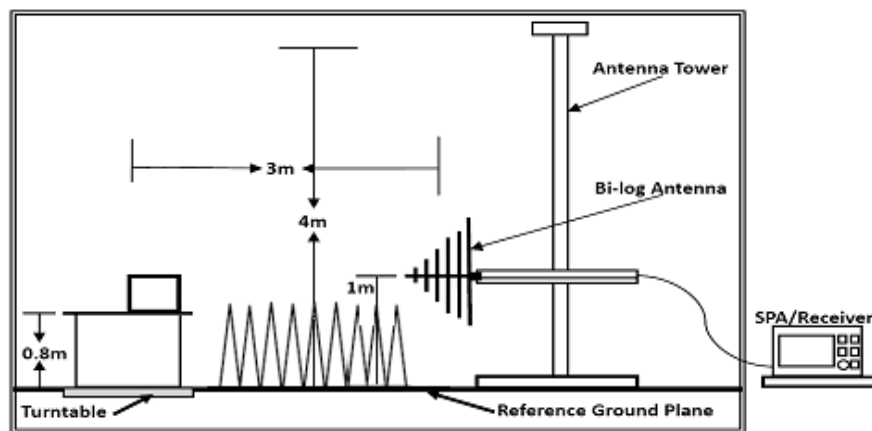 Antenna Tower
3m
Bi-log Antenna
4m
1m
SPA/Receiver
0.8m
Turntable
Reference Ground Plane